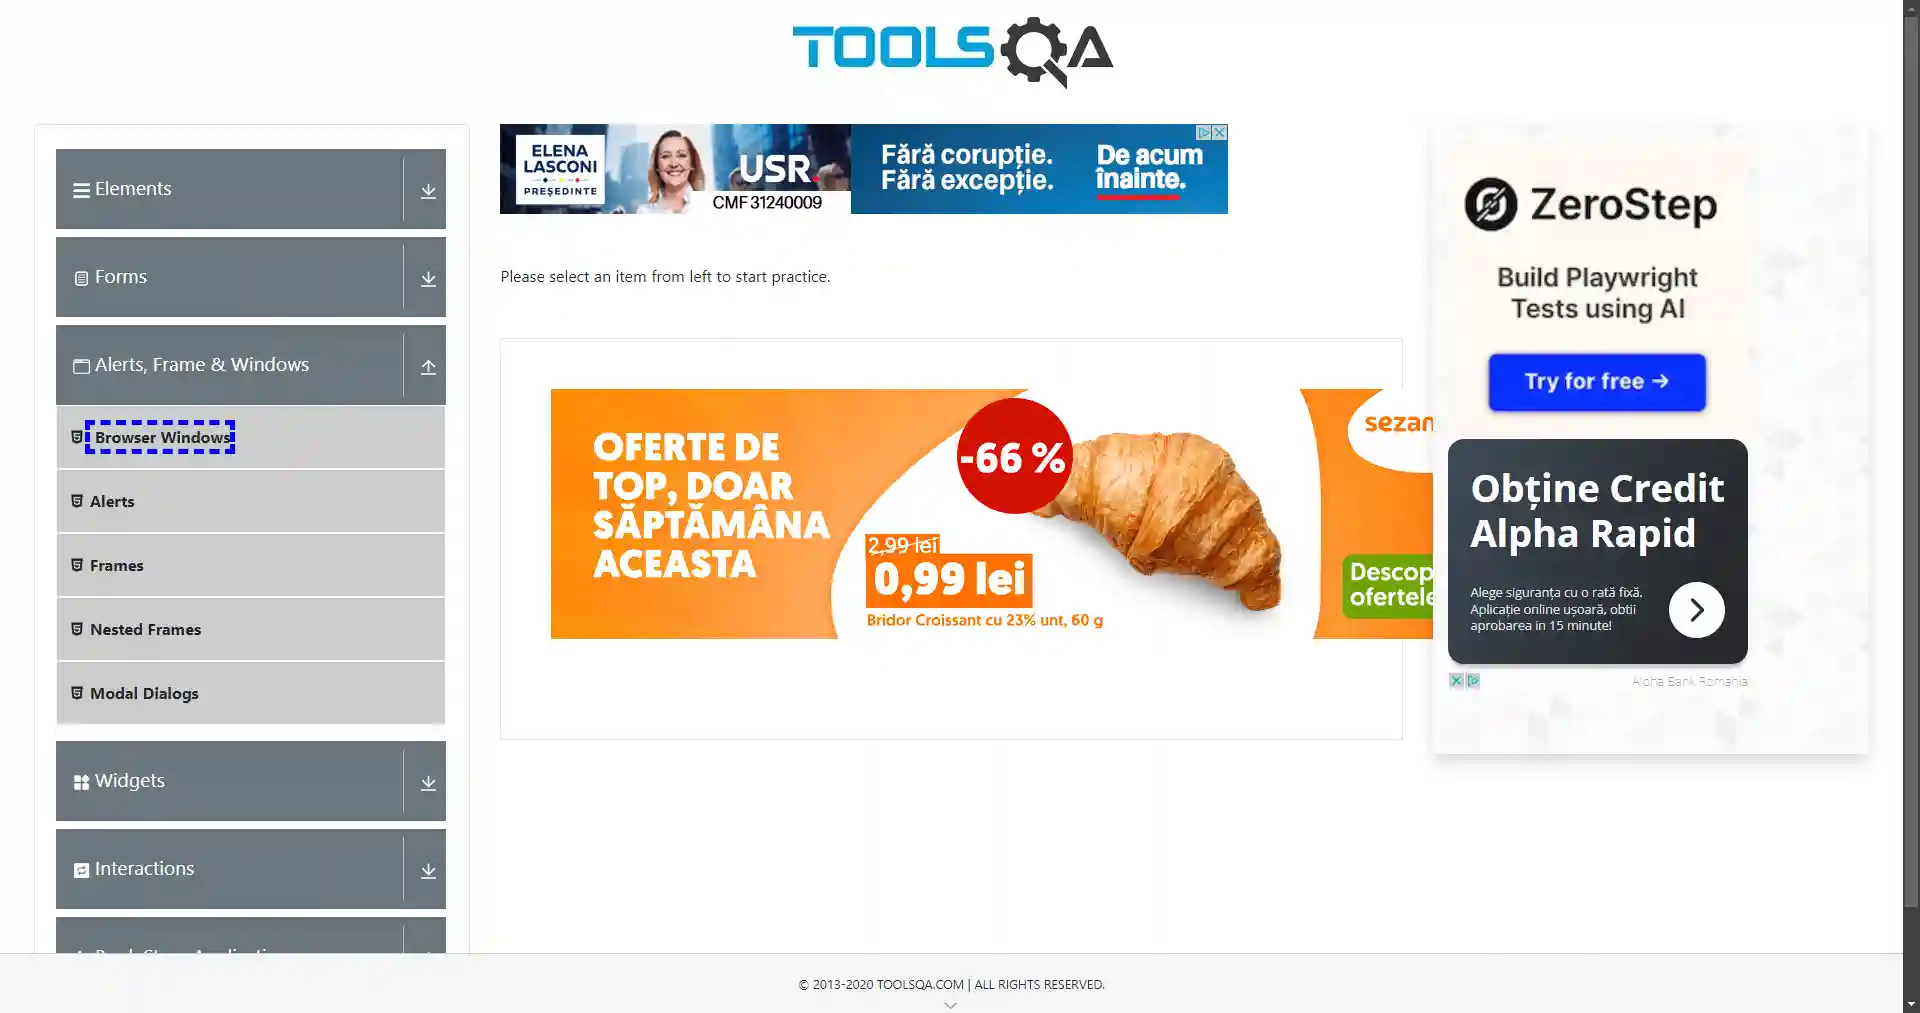 TOOLSQA
Elements
Forms
Alerts, Frame & Windows
Browser Windows
Alerts
Frames
Nested Frames
Modal Dialogs
Widgets
Interactions
ELENA
LASCONI
PREȘEDINTE
USR.
CMF 31240009
Fără corupție.
Fără excepție.
De acum
înainte.
Please select an item from left to start practice.
OFERTE DE
TOP, DOAR
SĂPTĂMÂNA
ACEASTA
-66 %
2,99 lei
0,99 lei
Bridor Croissant cu 23% unt, 60 g
sezan
Descop
ofertele
ZeroStep
Build Playwright
Tests using AI
Try for free →
Obține Credit
Alpha Rapid
Alege siguranța cu o rată fixă.
Aplicație online ușoară, obtii
aprobarea in 15 minute!
Alpha Bank Romania
© 2013-2020 TOOLSQA.COM | ALL RIGHTS RESERVED.